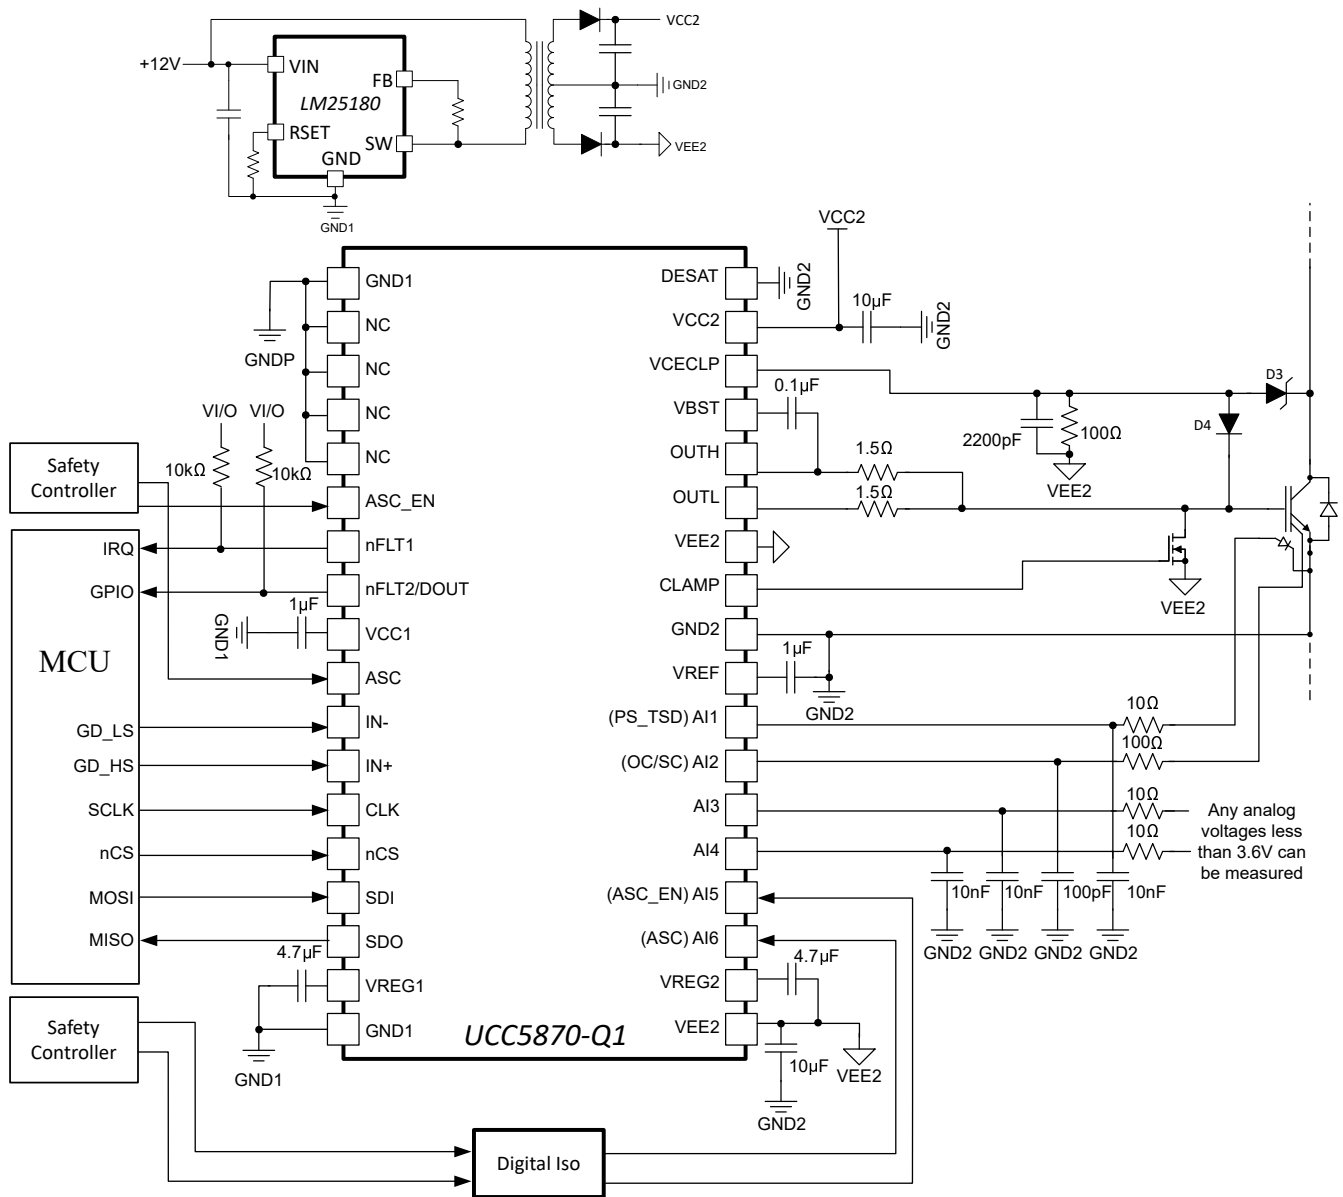 VCC2
+12V
VIN
FB
GND2
LM25180
RSET
SW
GND
VEE2
GND1
VCC2
GND1
DESAT
GND2
NC
VCC2
10µF
GND2
GNDP
NC
VCECLP
0.1µF
D3
VI/O
VI/O
NC
VBST
2200pF
100Ω
D4
NC
OUTH
1.5Ω
VEE2
Safety
Controller
10kΩ
10kΩ
ASC_EN
OUTL
1.5Ω
IRQ
nFLT1
VEE2
GPIO
nFLT2/DOUT
CLAMP
VEE2
1µF
GND1
VCC1
GND2
MCU
ASC
VREF
1µF
GND2
GD_LS
IN-
(PS_TSD) AI1
10Ω
GD_HS
IN+
(OC/SC) AI2
100Ω
SCLK
CLK
AI3
10Ω
nCS
nCS
AI4
10Ω
Any analog
voltages less
than 3.6V can
be measured
MOSI
SDI
(ASC_EN) AI5
10nF
10nF
100pF
10nF
MISO
SDO
(ASC) AI6
GND2
GND2
GND2
GND2
4.7µF
VREG1
VREG2
4.7µF
Safety
Controller
GND1
UCC5870-Q1
VEE2
GND1
10µF
VEE2
GND2
Digital Iso